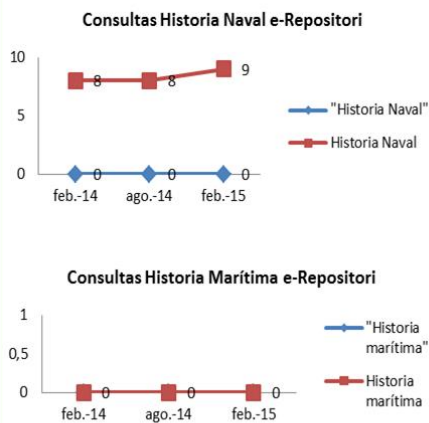 Consultas Historia Naval e-Repositori
10
5
0
8
8
9
0
0
0
feb.-14
ago.-14
feb.-15
"Historia Naval"
Historia Naval
Consultas Historia Marítima e-Repositori
1
0,5
0
0
0
0
feb.-14
ago.-14
feb.-15
"Historia
marítima"
Historia
marítima